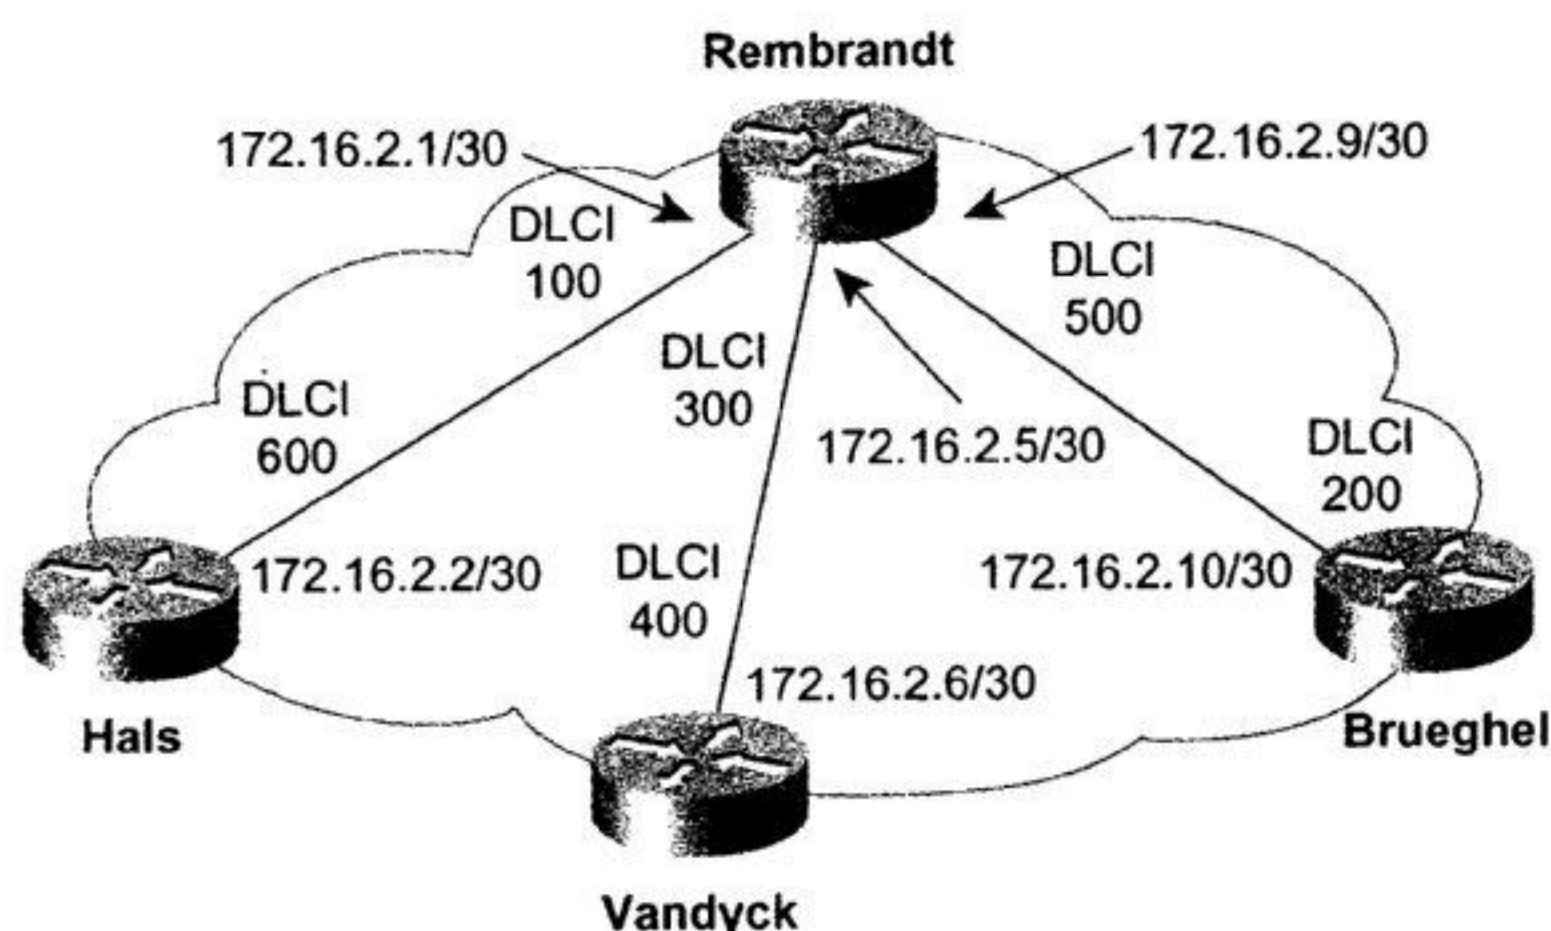 Rembrandt
172.16.2.1/30
172.16.2.9/30
DLCI
100
DLCI
500
DLCI
300
DLCI
600
172.16.2.5/30
DLCI
200
172.16.2.2/30
DLCI
400
172.16.2.10/30
172.16.2.6/30
Hals
Brueghel
Vandyck